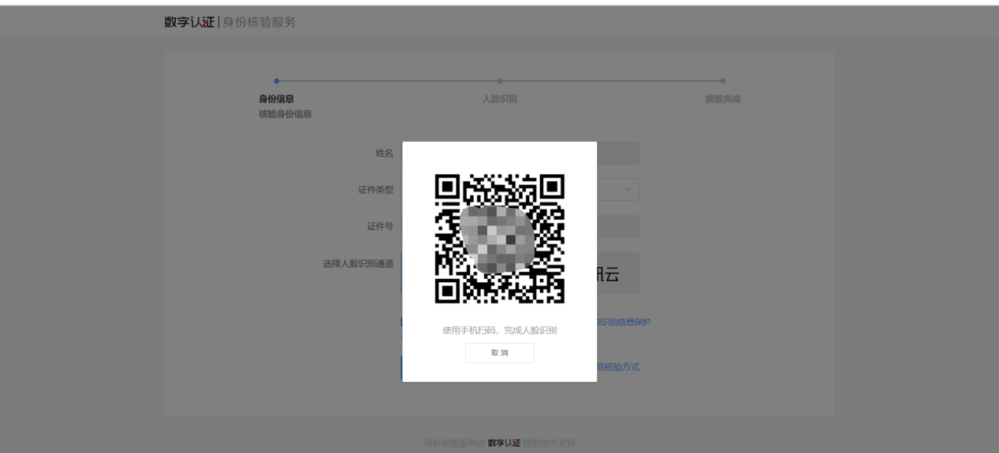 数字认证|身份核验服务
身份信息
人脸识别
核验完成
核验身份信息
姓名
证件类型
证件号
选择人脸识别通道
讯云
使用手机扫码，完成人脸识别
取 消
识别信息保护
他核验方式
身份核验服务由 数字认证 提供技术支持